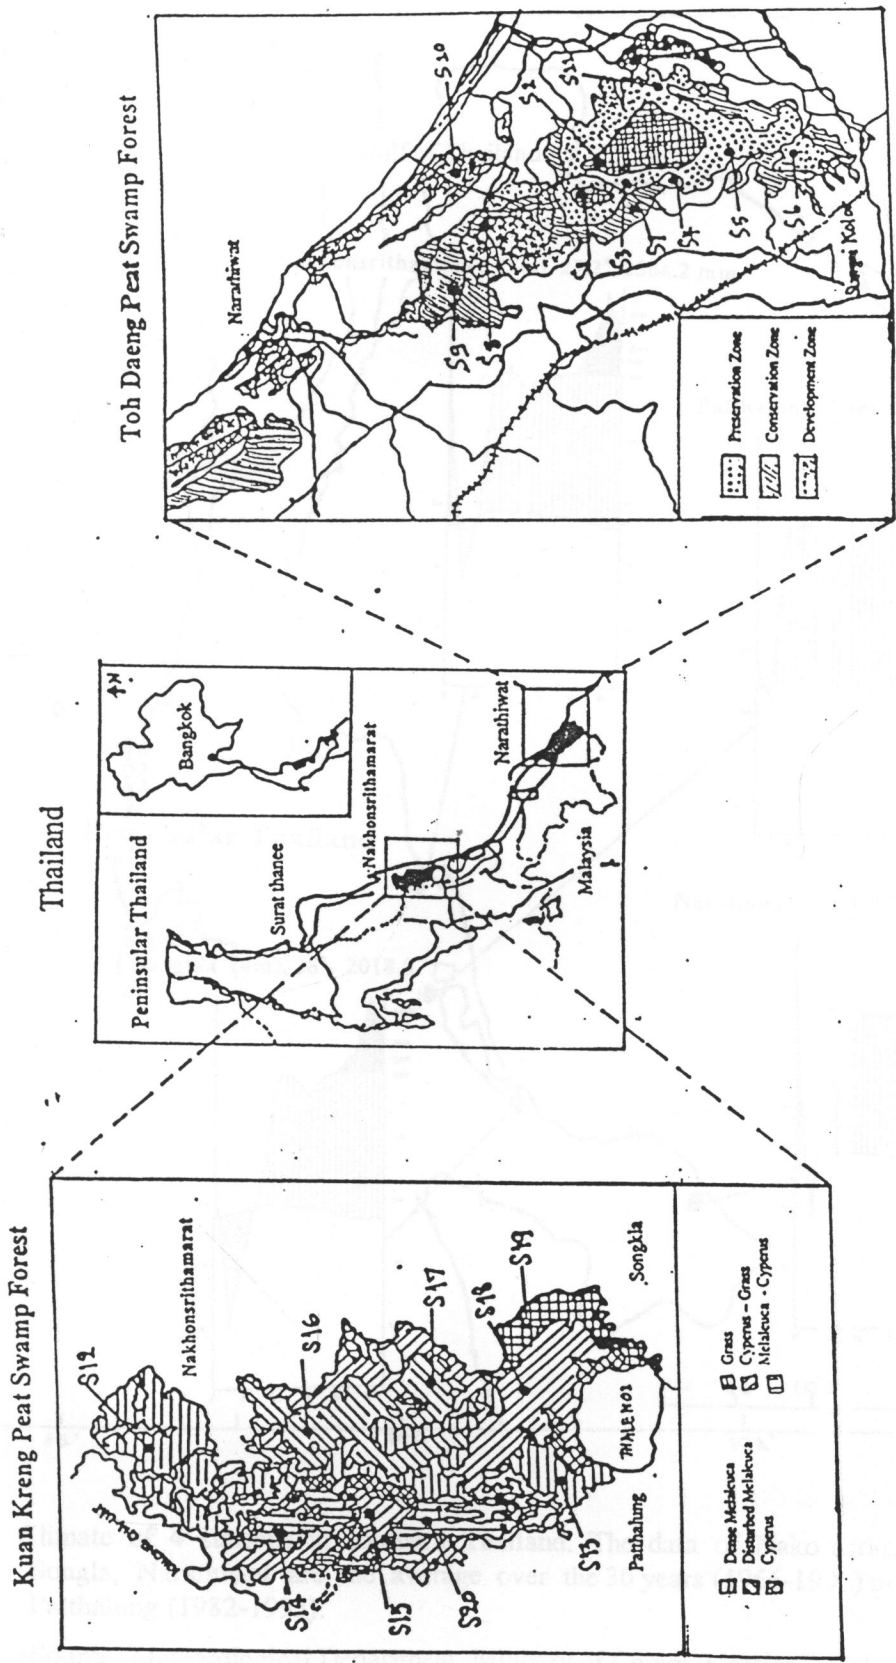 Kuan Kreng Peat Swamp Forest
S12
Nakhonsrithamarat
S16
S17
S18
S19
Songkla
THALE NOI
Patthalung
S14
S15
S20
S13
Dense Melaleuca
Disturbed Melaleuca
Cyperus
Grass
Cyperus - Grass
Melaleuca - Cyperus
Thailand
Peninsular Thailand
Surat thanee
Nakhonsrithamarat
Narathiwat
Malaysia
Bangkok
N
Toh Daeng Peat Swamp Forest
Narathiwat
S10
S2
S11
S9
S8
S1
S3
S7
S4
S5
S6
Preservation Zone
Conservation Zone
Development Zone